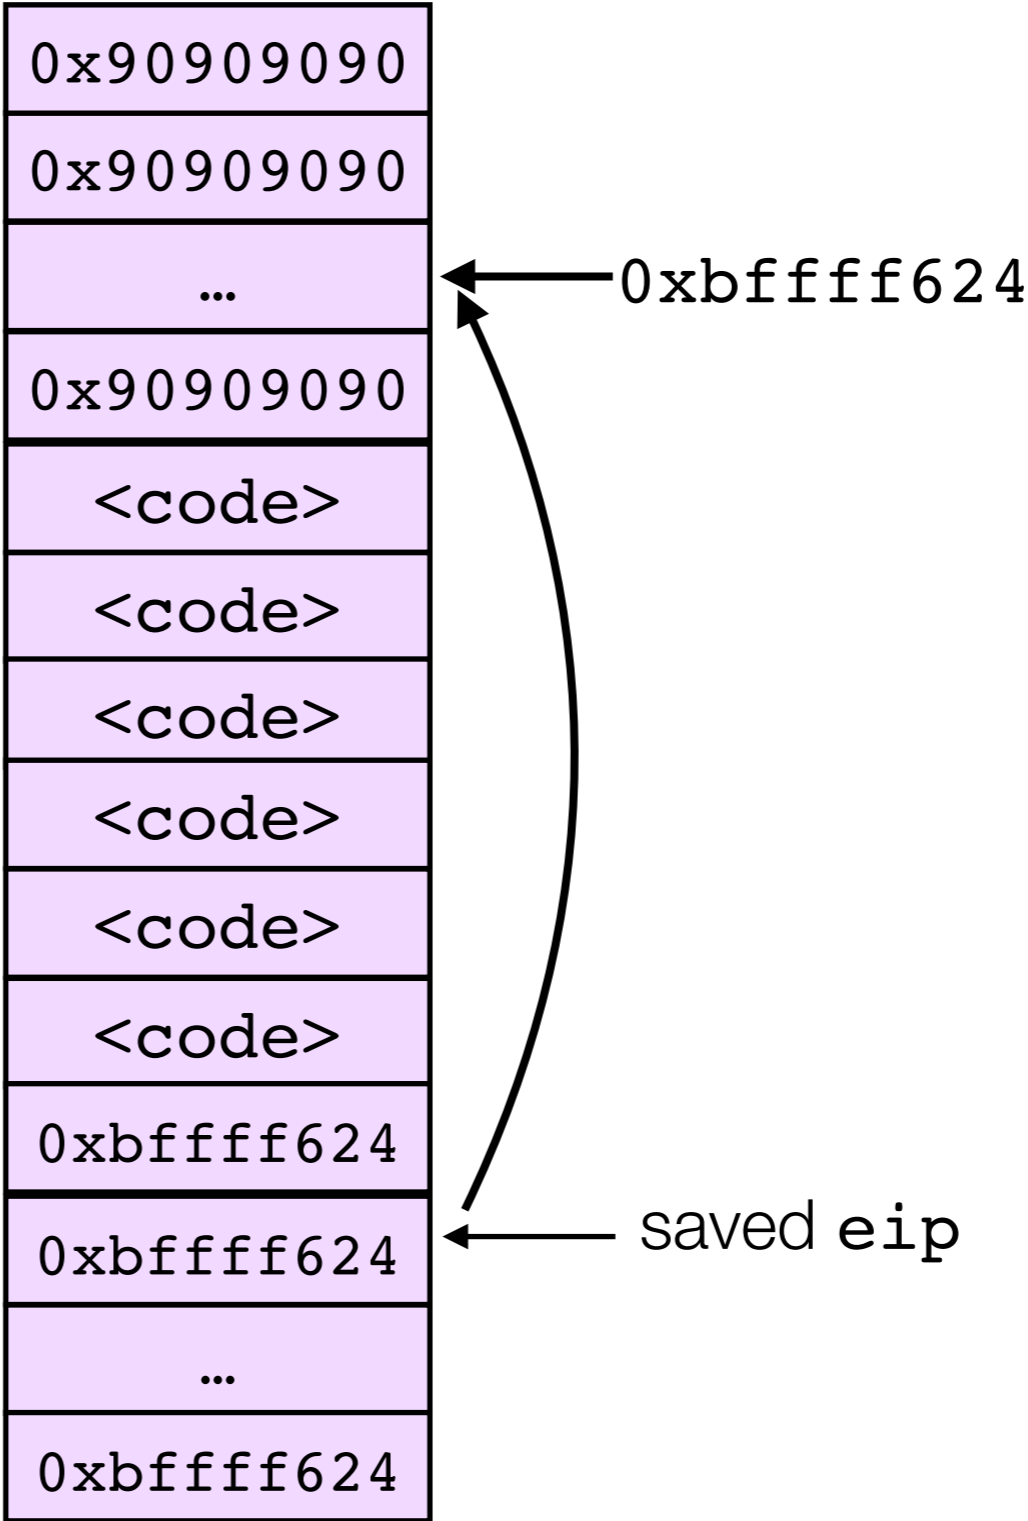 0x90909090
0x90909090
… 0xbffff624
0x90909090
<code>
<code>
<code>
<code>
<code>
<code>
0xbffff624
0xbffff624 saved eip
…
0xbffff624